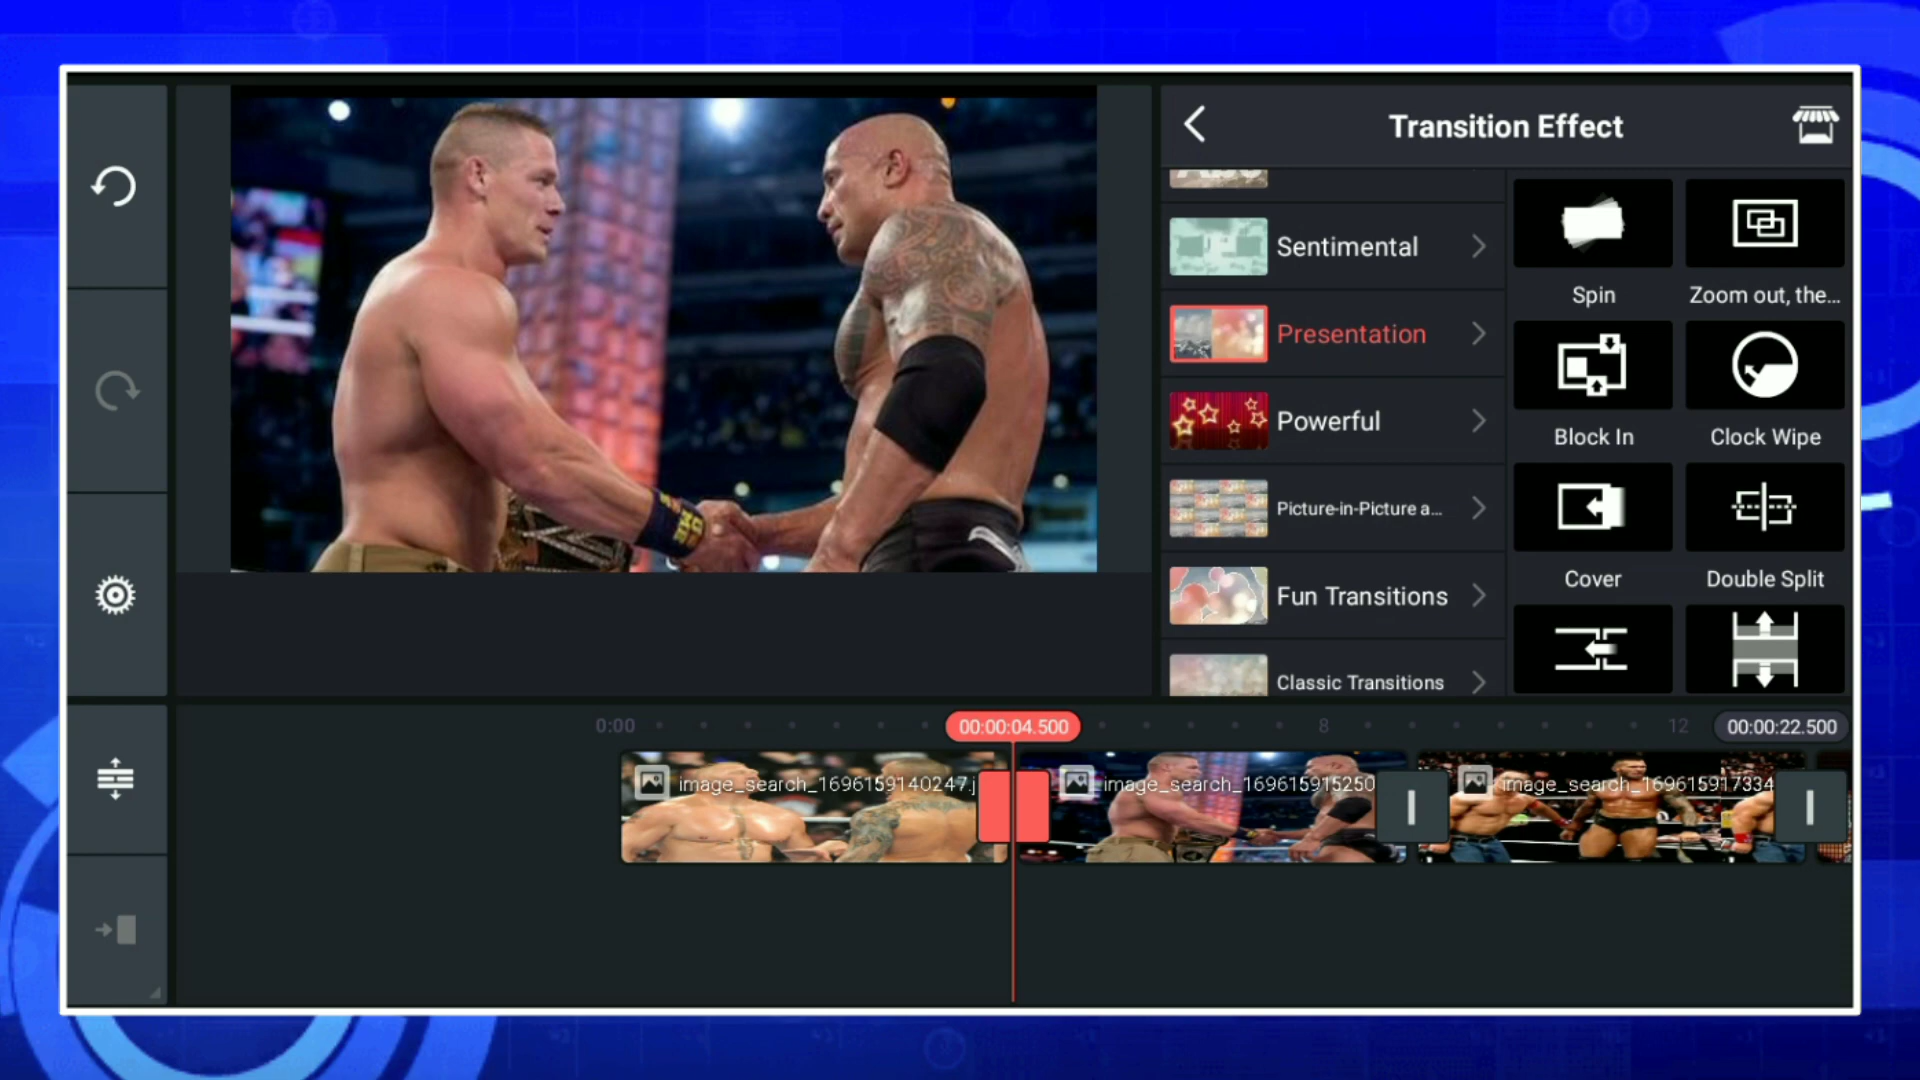 Transition Effect
Sentimental
Presentation
Powerful
Picture-in-Picture a...
Fun Transitions
Classic Transitions
Spin
Zoom out, the...
Block In
Clock Wipe
Cover
Double Split
0:00
00:00:04.500
8
12
00:00:22.500
image_search_1696159140247.j
image_search_169615915250
image_search_169615917334